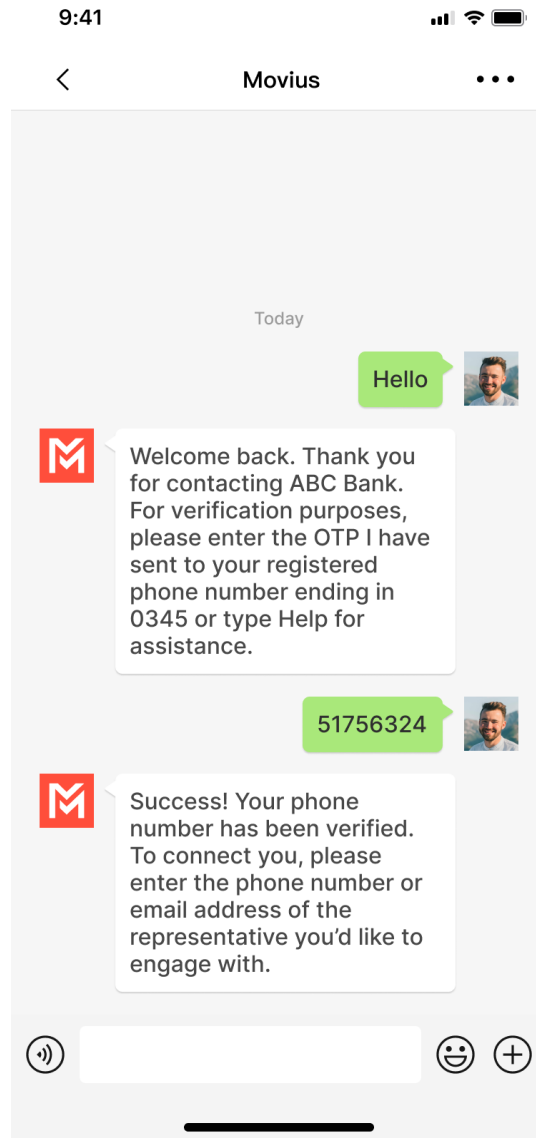 9:41
Movius
Today
Hello
Welcome back. Thank you
for contacting ABC Bank.
For verification purposes,
please enter the OTP I have
sent to your registered
phone number ending in
0345 or type Help for
assistance.
51756324
Success! Your phone
number has been verified.
To connect you, please
enter the phone number or
email address of the
representative you’d like to
engage with.